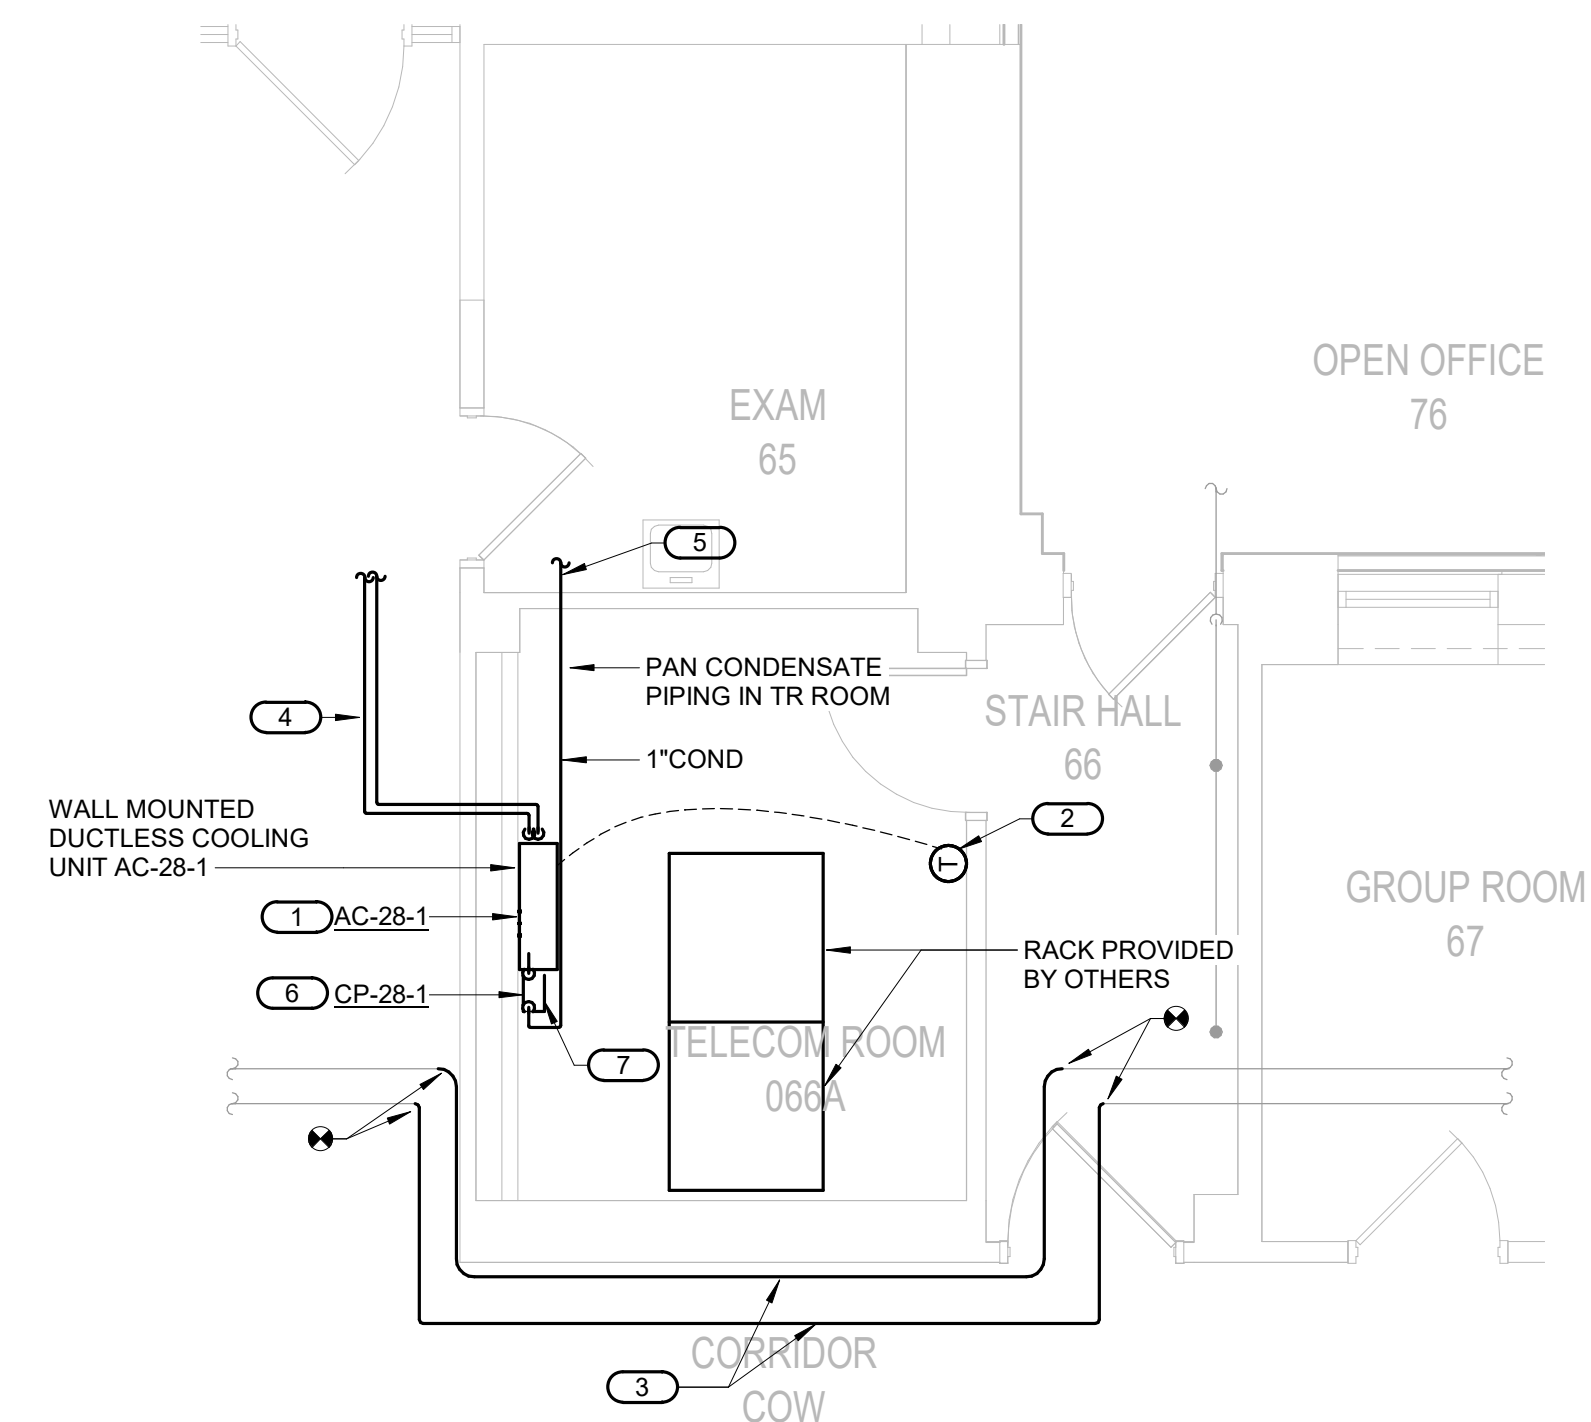 OPEN OFFICE
76
EXAM
65
5
PAN CONDENSATE
PIPING IN TR ROOM
4
STAIR HALL
66
1"COND
WALL MOUNTED
DUCTLESS COOLING
UNIT AC-28-1
2
T
GROUP ROOM
67
1 AC-28-1
RACK PROVIDED
BY OTHERS
6 CP-28-1
7
TELECOM ROOM
066A
CORRIDOR
COW
3